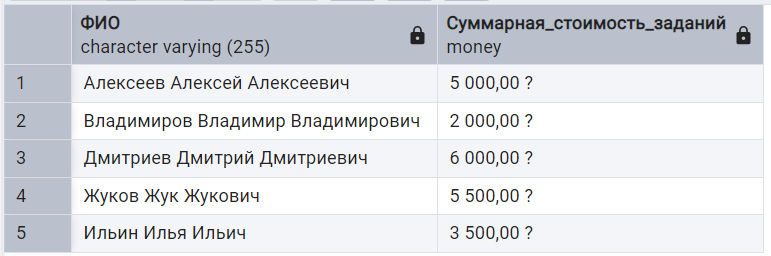 ФИО
character varying (255)
Суммарная_стоимость_заданий
money
1 Алексеев Алексей Алексеевич 5 000,00 ?
2 Владимиров Владимир Владимирович 2 000,00 ?
3 Дмитриев Дмитрий Дмитриевич 6 000,00 ?
4 Жуков Жук Жукович 5 500,00 ?
5 Ильин Илья Ильич 3 500,00 ?